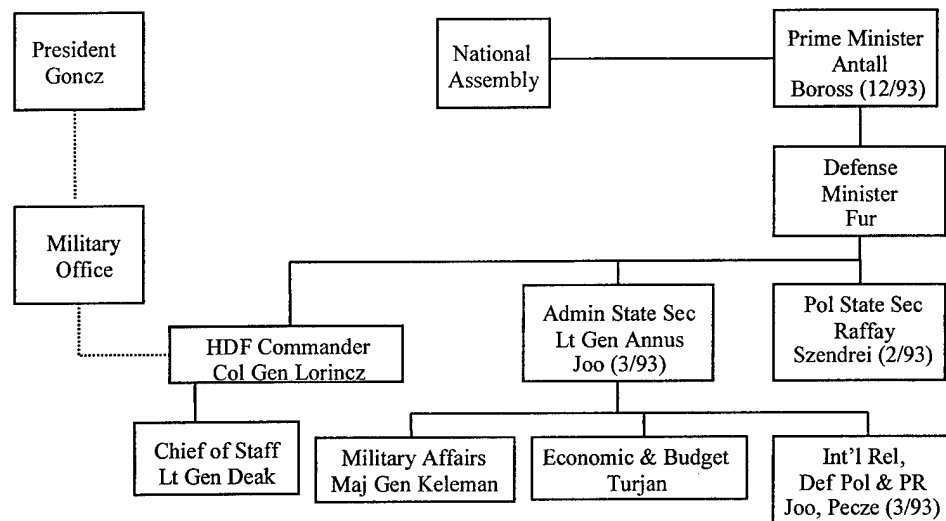 President
Goncz
National
Assembly
Prime Minister
Antall
Boross (12/93)
Defense
Minister
Fur
Military
Office
HDF Commander
Col Gen Lorincz
Admin State Sec
Lt Gen Annus
Joo (3/93)
Pol State Sec
Raffay
Szendrei (2/93)
Chief of Staff
Lt Gen Deak
Military Affairs
Maj Gen Keleman
Economic & Budget
Turjan
Int'l Rel,
Def Pol & PR
Joo, Pecze (3/93)